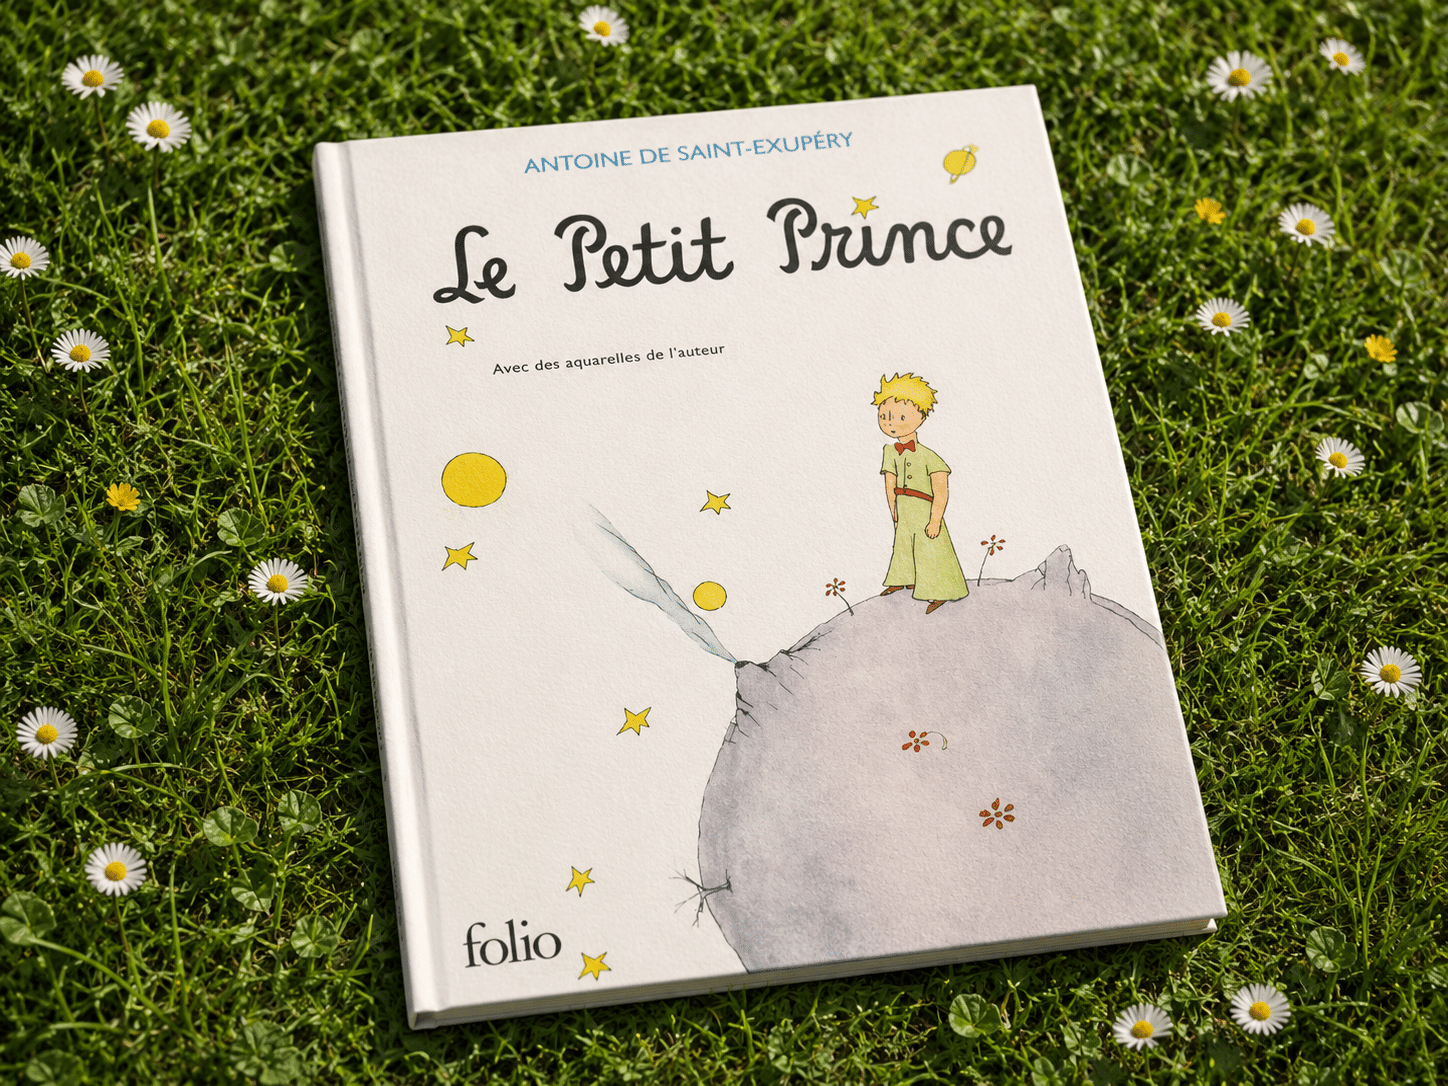 ANTOINE DE SAINT-EXUPÉRY
Le Petit Prince
Avec des aquarelles de l'auteur
folio